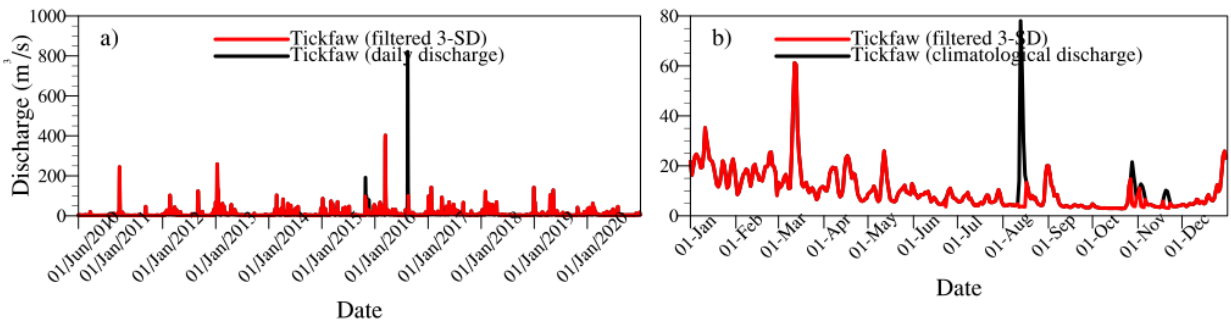 a)
Tickfaw (filtered 3-SD)
Tickfaw (daily discharge)
Discharge (m³/s)
1000
800
600
400
200
0
01/Jun/2010
01/Jan/2011
01/Jan/2012
01/Jan/2013
01/Jan/2014
01/Jan/2015
01/Jan/2016
01/Jan/2017
01/Jan/2018
01/Jan/2019
01/Jan/2020
Date
b)
Tickfaw (filtered 3-SD)
Tickfaw (climatological discharge)
80
60
40
20
0
01-Jan
01-Feb
01-Mar
01-Apr
01-May
01-Jun
01-Jul
01-Aug
01-Sep
01-Oct
01-Nov
01-Dec
Date